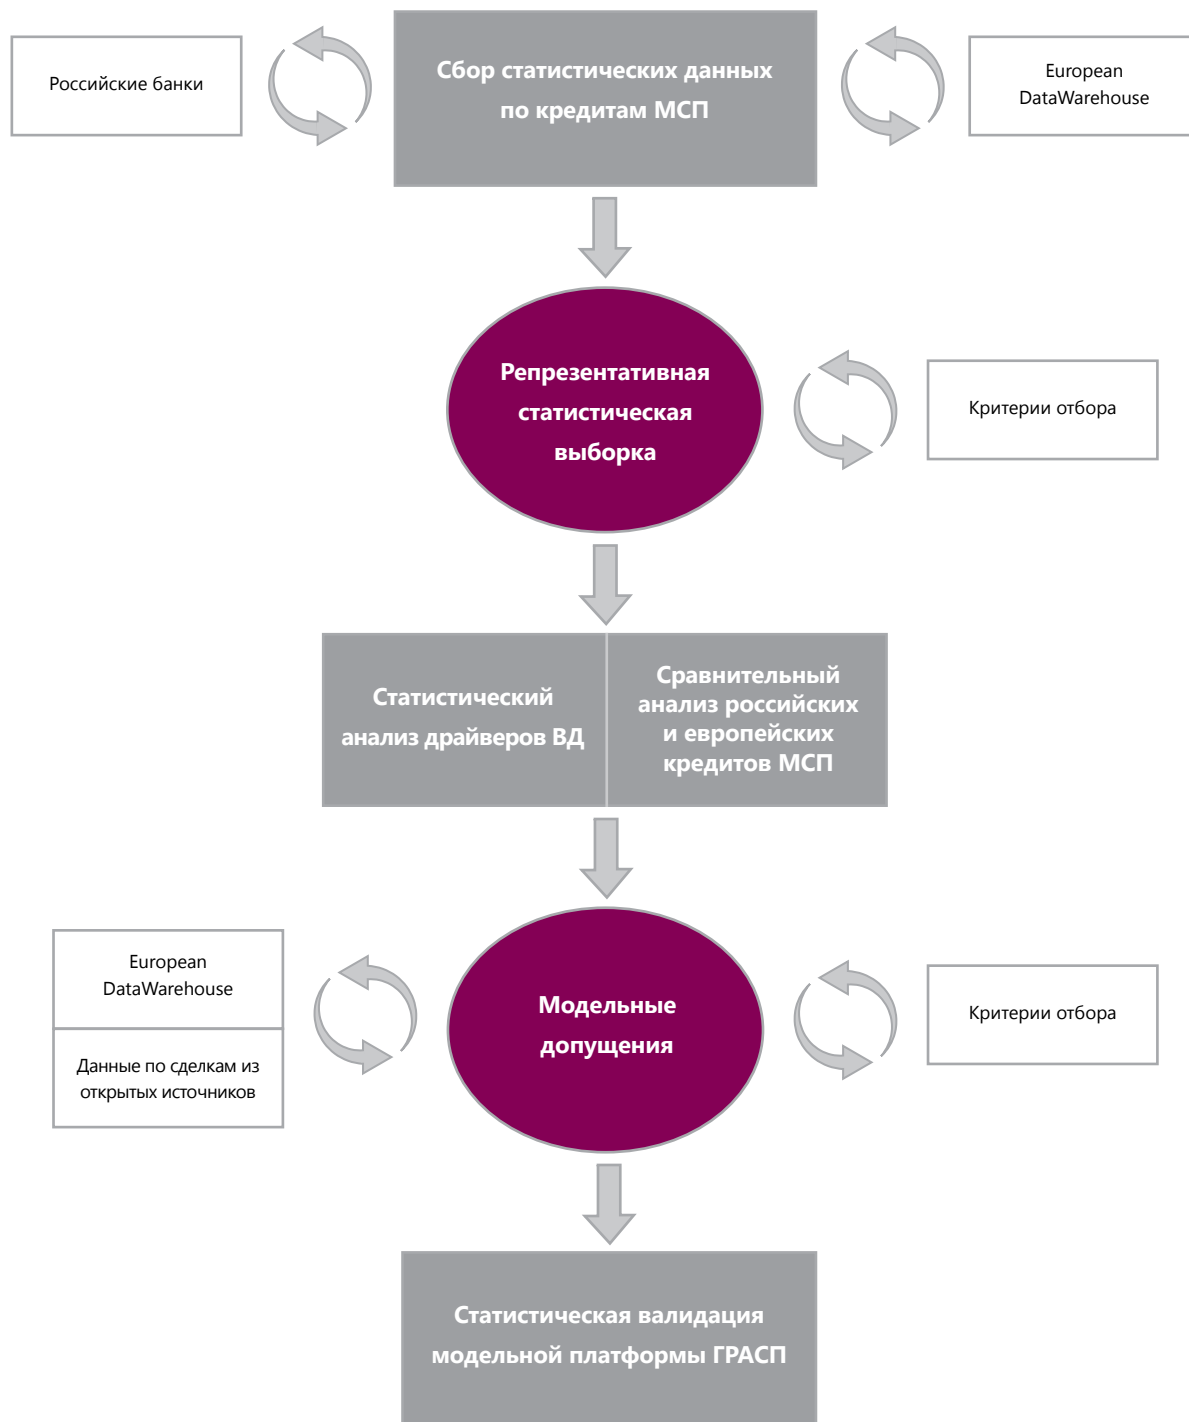 Российские банки
Сбор статистических данных
по кредитам МСП
European
DataWarehouse
Репрезентативная
статистическая
выборка
Критерии отбора
Статистический
анализ драйверов ВД
Сравнительный
анализ российских
и европейских
кредитов МСП
European
DataWarehouse
Данные по сделкам из
открытых источников
Модельные
допущения
Критерии отбора
Статистическая валидация
модельной платформы ГРАСП